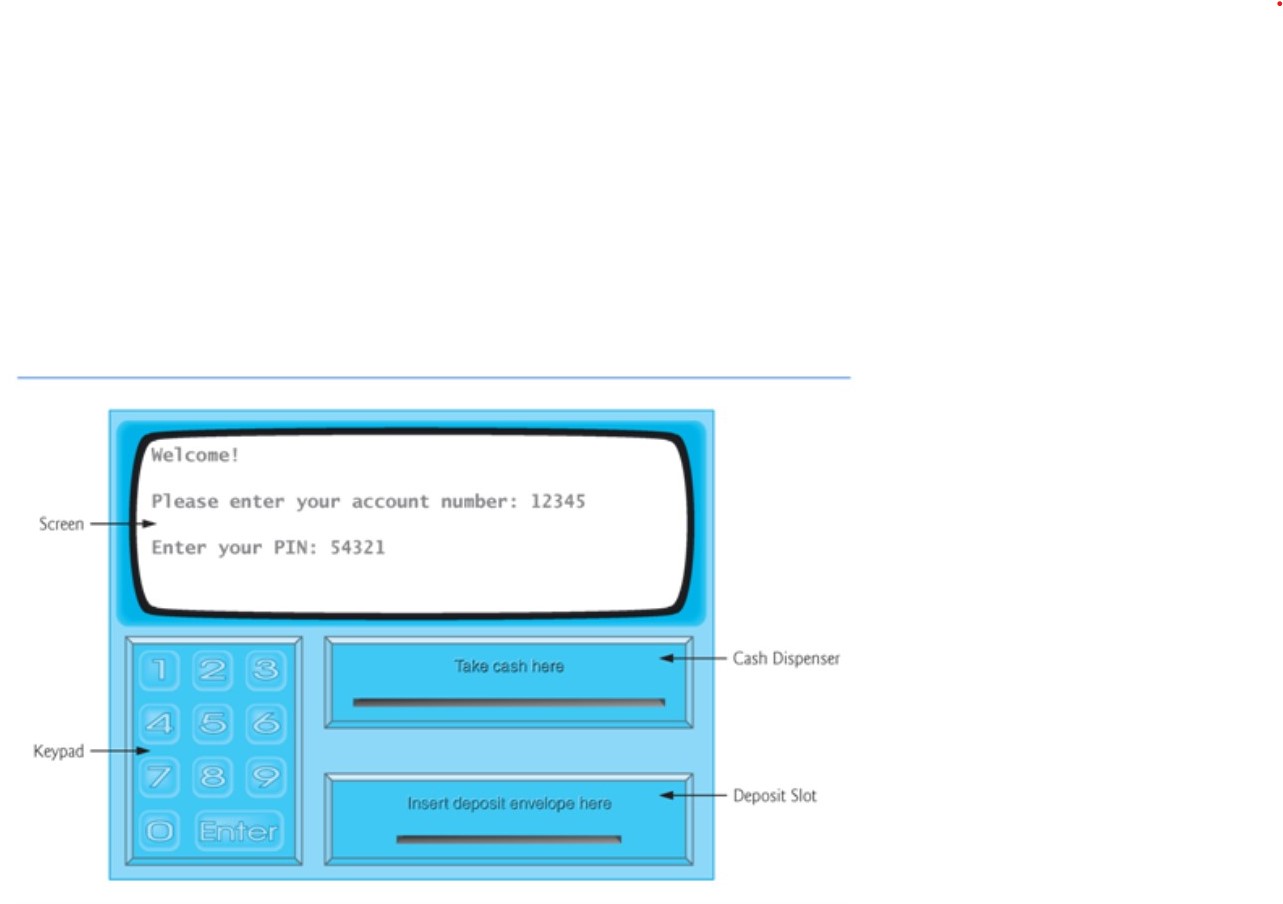 Welcome!
Please enter your account number: 12345
Screen
Enter your PIN: 54321
1 2 3
Take cash here
Cash Dispenser
4 5 6
Keypad
7 8 9
Insert deposit envelope here
Deposit Slot
0 Enter